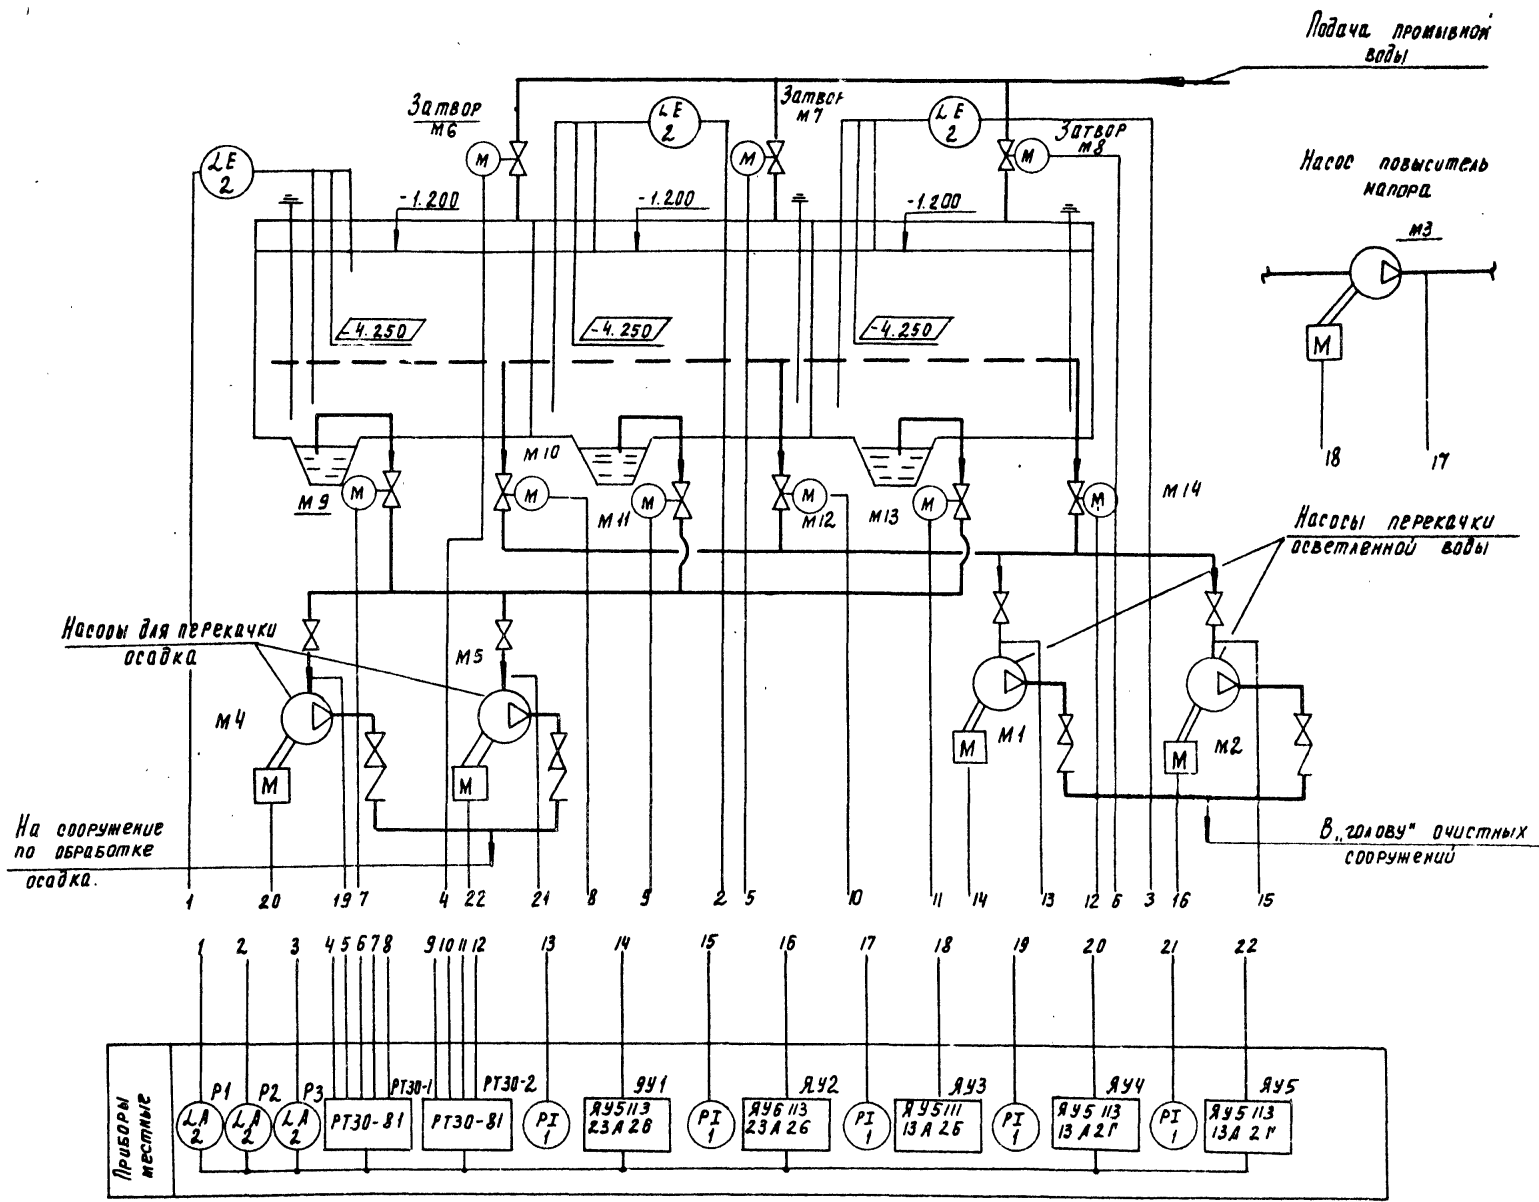 Подача промывной
воды
Затвор
М6
LE
2
Затвор
М7
LE
2
Затвор
М8
LE
2
М
М
М
Насос повыситель
напора
М3
М
18
17
-1.200
-1.200
-1.200
-4.250
-4.250
-4.250
М10
М9
М
М
М11
М
М12
М
М13
М
М
М14
Насосы перекачки
осветленной воды
Насосы для перекачки
осадка
М5
М4
М
М
М1
М
М2
М
На сооружение
по обработке
осадка.
В „голову" очистных
сооружений
1 20 19 7 4 22 21 8 9 2 5 10 11 14 13 12 6 3 16 15
1 2 3 4 5 6 7 8 9 10 11 12 13 14 15 16 17 18 19 20 21 22
Приборы
местные
Р1
LA
2
Р2
LA
2
Р3
LA
2
РТ30-1
РТ30-81
РТ30-2
РТ30-81
PI
1
ЯУ1
ЯУ5113
23А2В
PI
1
ЯУ2
ЯУ6113
23А2Б
PI
1
ЯУ3
ЯУ5111
13А2Б
PI
1
ЯУ4
ЯУ5113
13А2Г
PI
1
ЯУ5
ЯУ5113
13А2Г